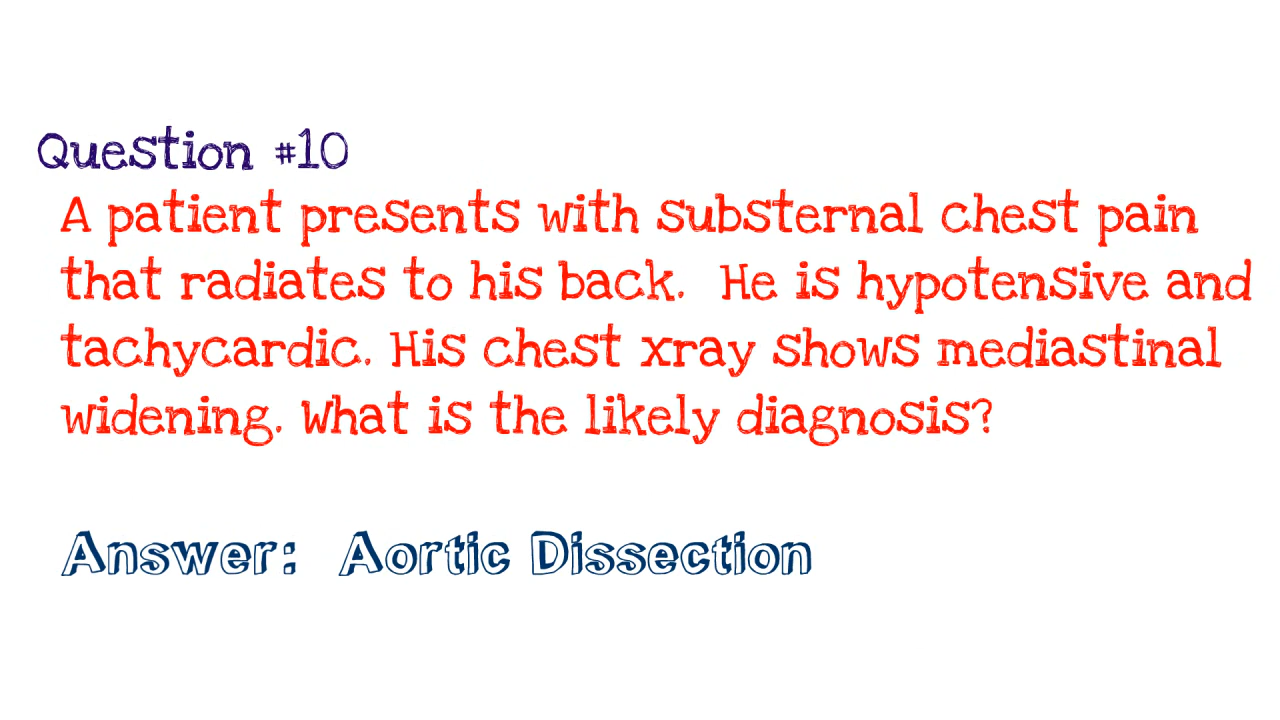 Question #10
A patient presents with substernal chest pain
that radiates to his back. He is hypotensive and
tachycardic. His chest xray shows mediastinal
widening. What is the likely diagnosis?
Answer: Aortic Dissection